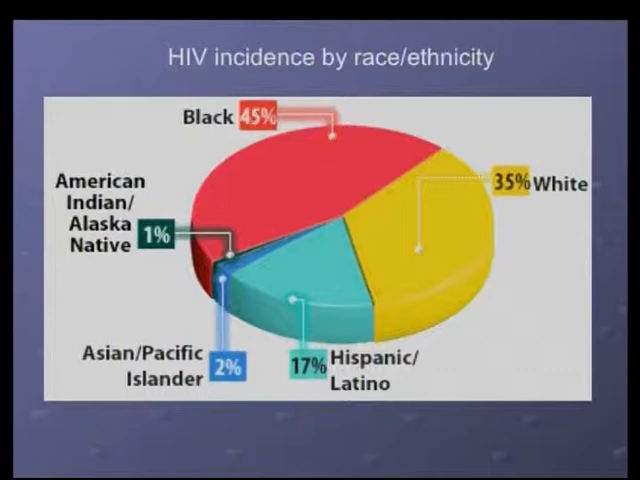 HIV incidence by race/ethnicity
Black 45%
35% White
American
Indian/
Alaska
Native 1%
Asian/Pacific
Islander 2%
17% Hispanic/
Latino